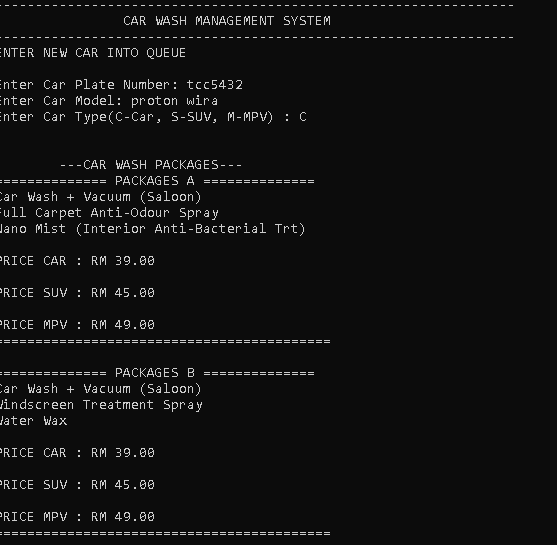 -----------------------------------------------------------------
CAR WASH MANAGEMENT SYSTEM
-----------------------------------------------------------------
ENTER NEW CAR INTO QUEUE
Enter Car Plate Number: tcc5432
Enter Car Model: proton wira
Enter Car Type(C-Car, S-SUV, M-MPV) : C
---CAR WASH PACKAGES---
============== PACKAGES A ==============
Car Wash + Vacuum (Saloon)
Full Carpet Anti-Odour Spray
Nano Mist (Interior Anti-Bacterial Trt)
PRICE CAR : RM 39.00
PRICE SUV : RM 45.00
PRICE MPV : RM 49.00
==========================================
============== PACKAGES B ==============
Car Wash + Vacuum (Saloon)
Windscreen Treatment Spray
Water Wax
PRICE CAR : RM 39.00
PRICE SUV : RM 45.00
PRICE MPV : RM 49.00
==========================================